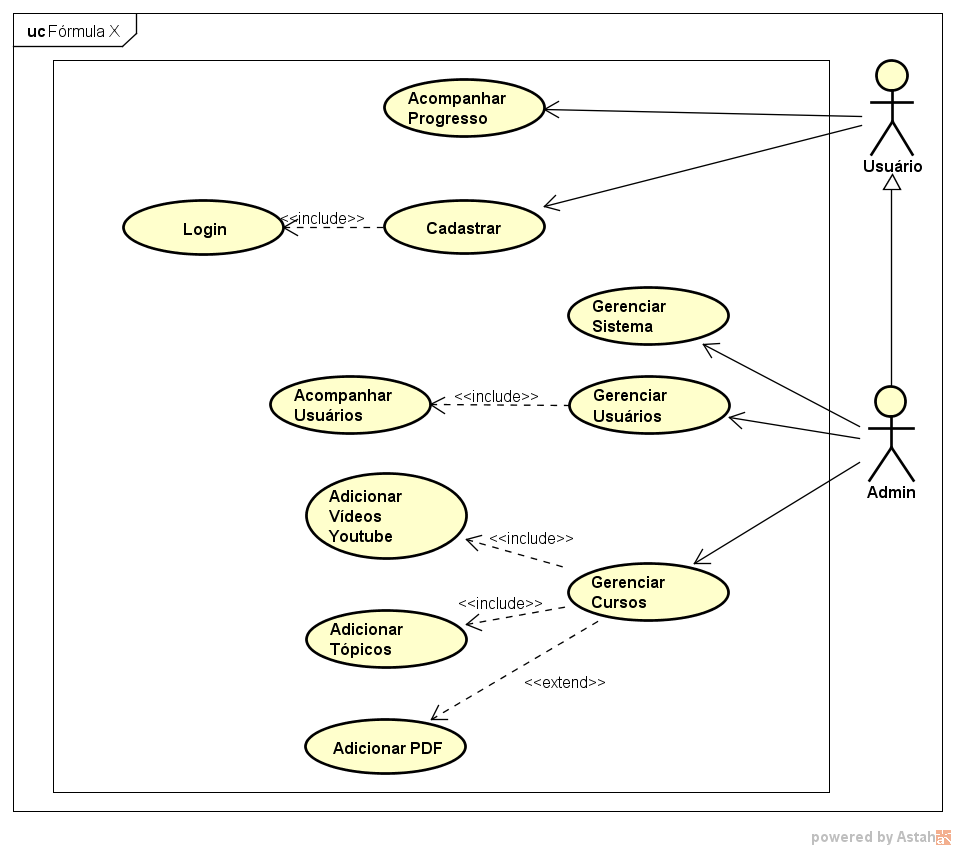 uc Fórmula X
Usuário
Acompanhar
Progresso
Login
<<include>>
Cadastrar
Gerenciar
Sistema
Acompanhar
Usuários
<<include>>
Gerenciar
Usuários
Admin
Adicionar
Vídeos
Youtube
<<include>>
Gerenciar
Cursos
<<include>>
Adicionar
Tópicos
<<extend>>
Adicionar PDF
powered by Astah